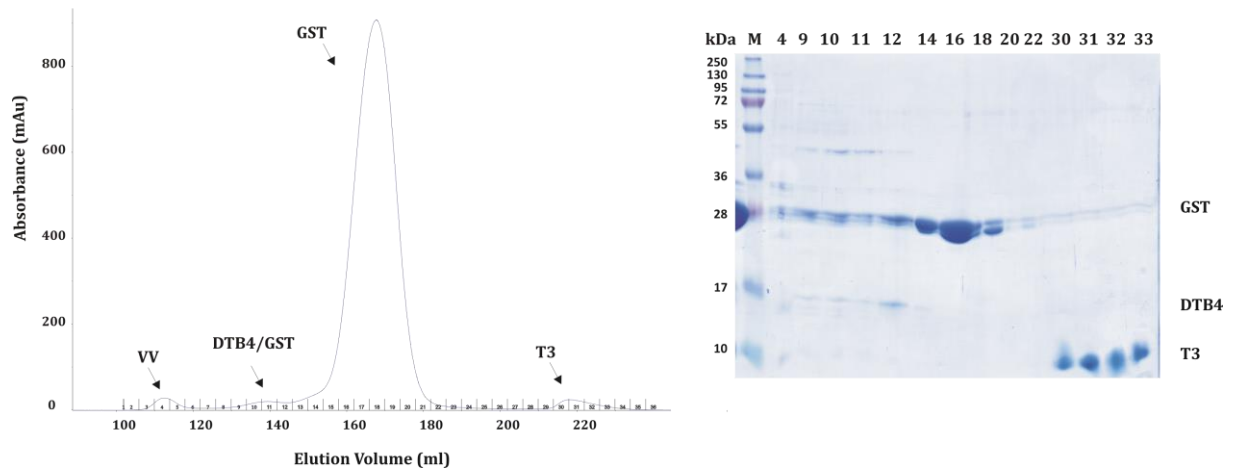 GST
800
600
400
200
0
Absorbance (mAu)
VV
DTB4/GST
T3
1 2 3 4 5 6 7 8 9 10 11 12 13 14 15 16 17 18 19 20 21 22 23 24 25 26 27 28 29 30 31 32 33 34 35 36
100 120 140 160 180 200 220
Elution Volume (ml)
kDa M 4 9 10 11 12 14 16 18 20 22 30 31 32 33
250
130
95
72
55
36
28
17
10
GST
DTB4
T3